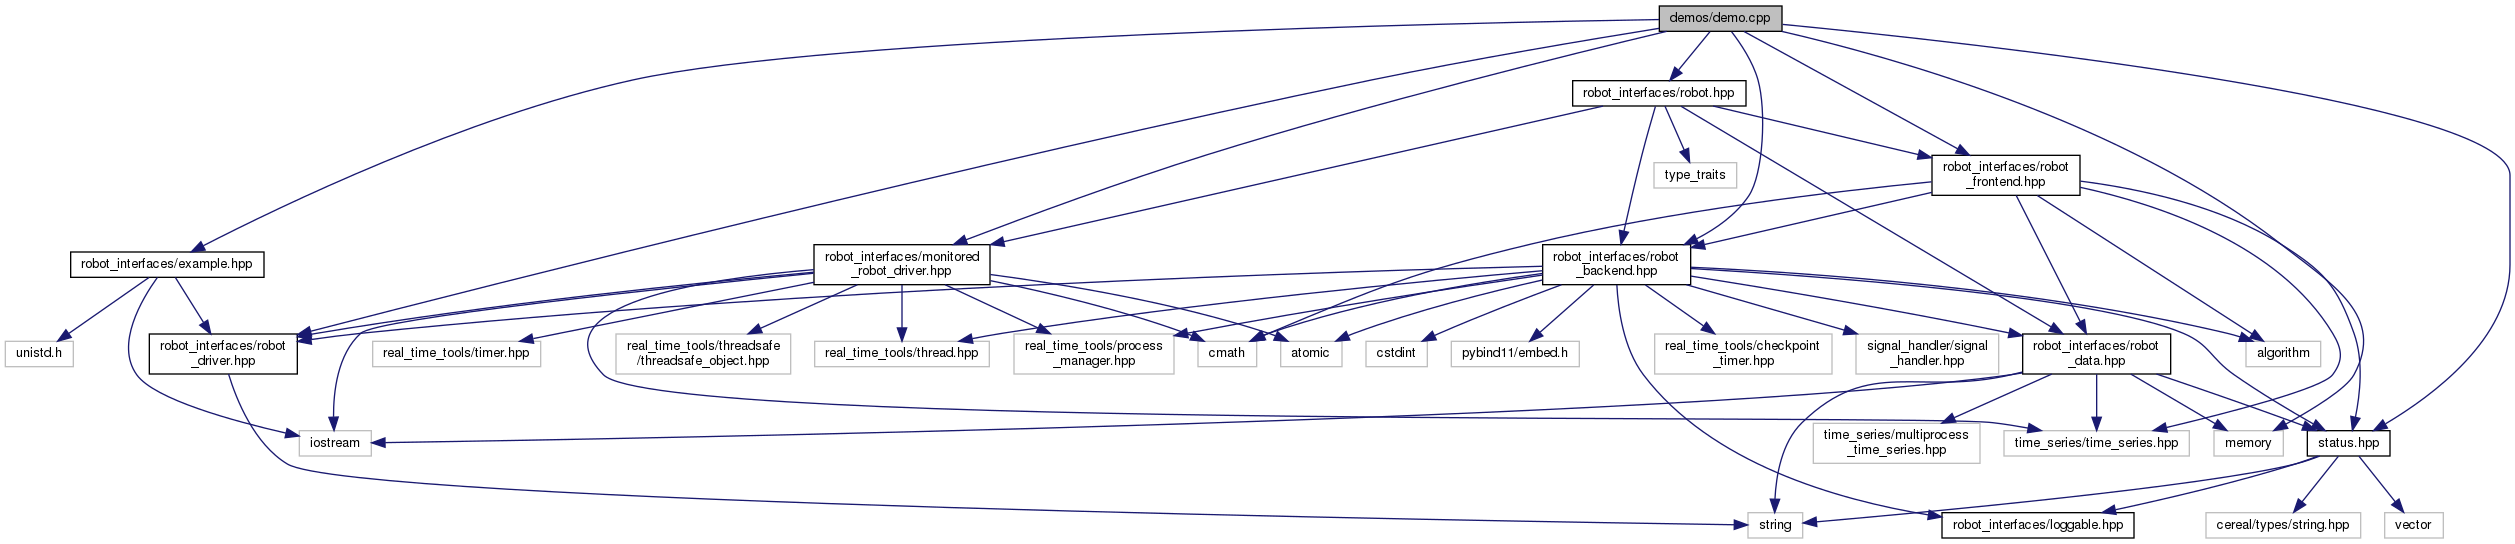 demos/demo.cpp
robot_interfaces/robot.hpp
type_traits
robot_interfaces/robot
_frontend.hpp
robot_interfaces/example.hpp
robot_interfaces/monitored
_robot_driver.hpp
robot_interfaces/robot
_backend.hpp
unistd.h
robot_interfaces/robot
_driver.hpp
real_time_tools/timer.hpp
real_time_tools/threadsafe
/threadsafe_object.hpp
real_time_tools/thread.hpp
real_time_tools/process
_manager.hpp
cmath
atomic
cstdint
pybind11/embed.h
real_time_tools/checkpoint
_timer.hpp
signal_handler/signal
_handler.hpp
robot_interfaces/robot
_data.hpp
algorithm
iostream
time_series/multiprocess
_time_series.hpp
time_series/time_series.hpp
memory
status.hpp
string
robot_interfaces/loggable.hpp
cereal/types/string.hpp
vector